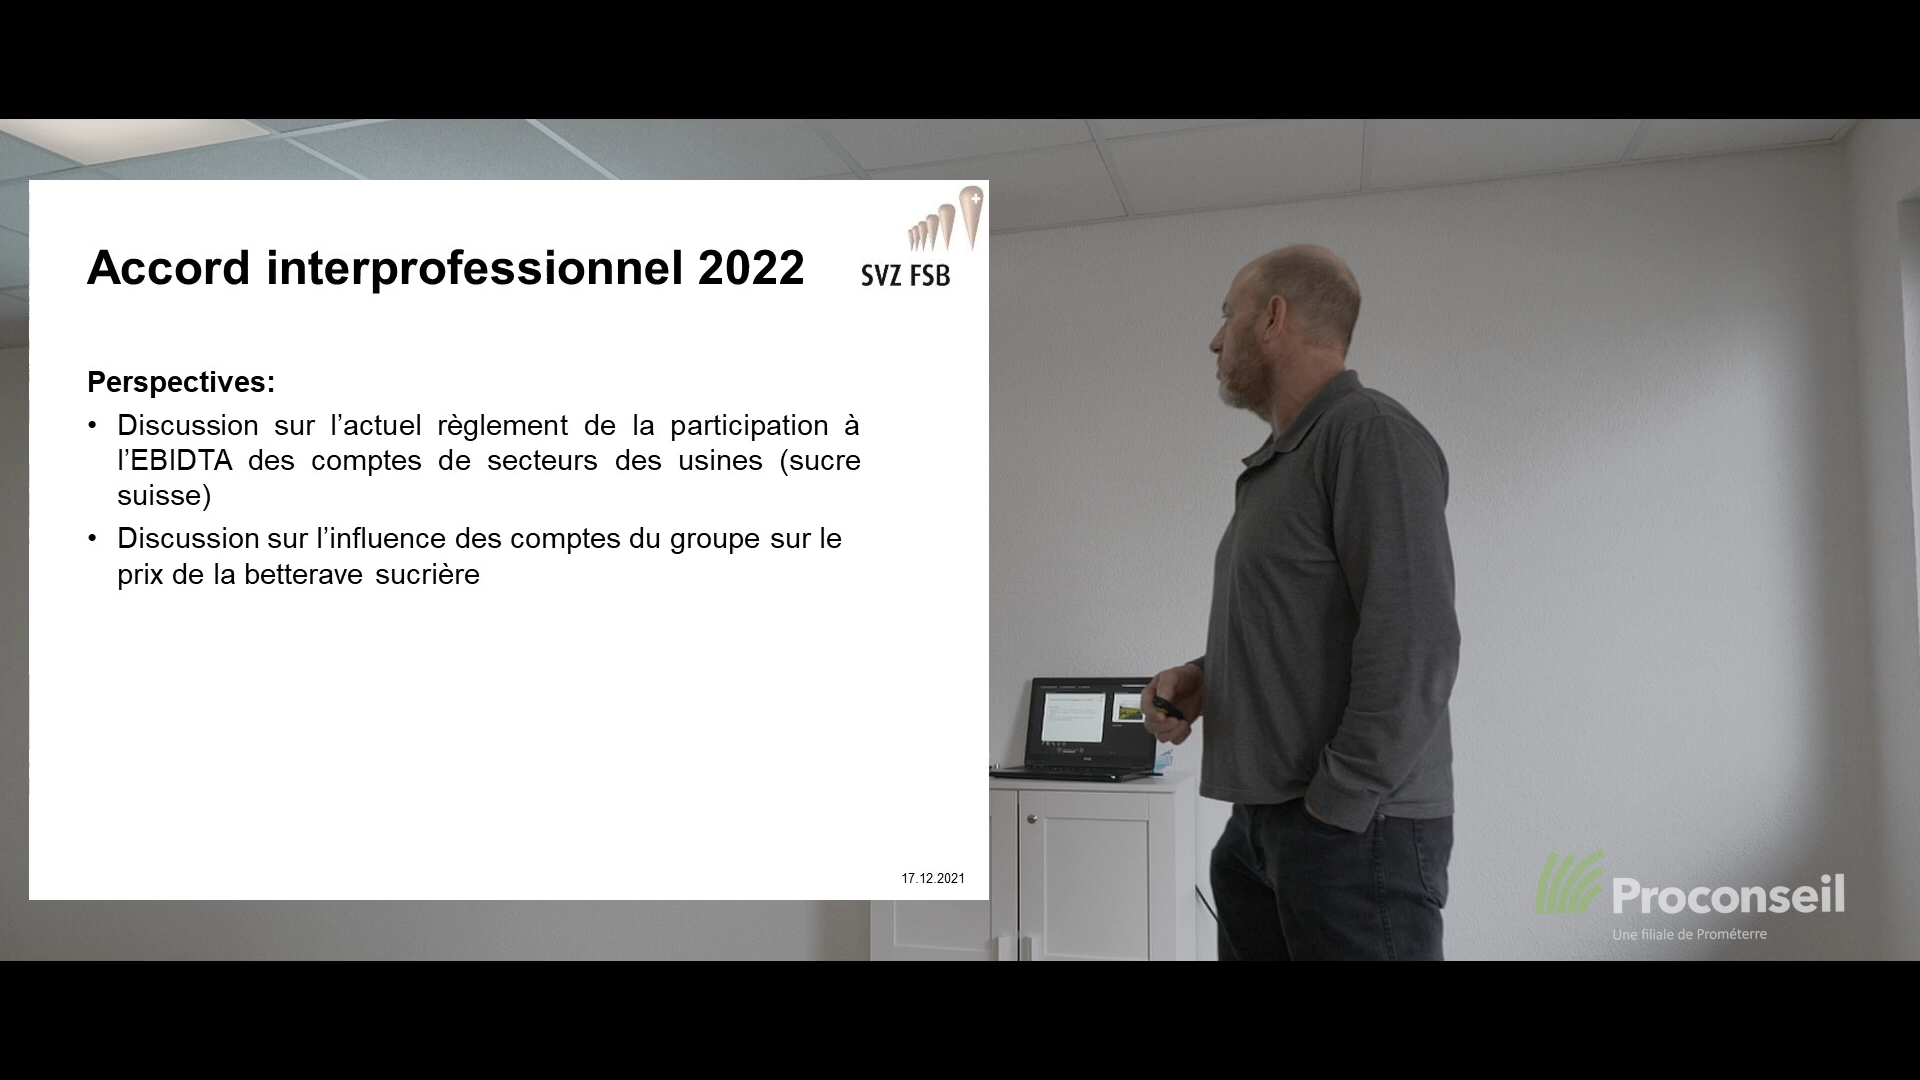 SVZ FSB
Accord interprofessionnel 2022
Perspectives:
• Discussion sur l’actuel règlement de la participation à
l’EBIDTA des comptes de secteurs des usines (sucre
suisse)
• Discussion sur l’influence des comptes du groupe sur le
prix de la betterave sucrière
17.12.2021
Proconseil
Une filiale de Prométerre